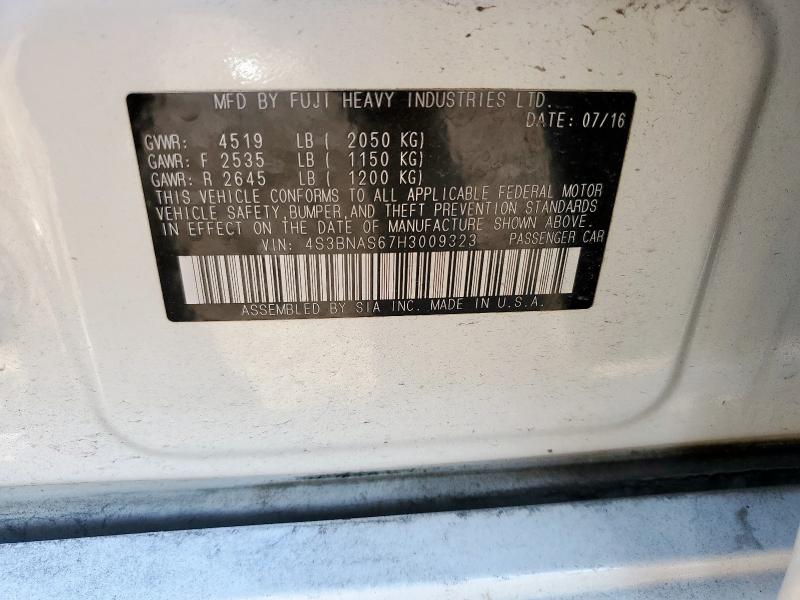 MFD BY FUJI HEAVY INDUSTRIES LTD.
DATE: 07/16
GVWR: 4519 LB ( 2050 KG)
GAWR: F 2535 LB ( 1150 KG)
GAWR: R 2645 LB ( 1200 KG)
THIS VEHICLE CONFORMS TO ALL APPLICABLE FEDERAL MOTOR
VEHICLE SAFETY, BUMPER, AND THEFT PREVENTION STANDARDS
IN EFFECT ON THE DATE OF MANUFACTURE SHOWN ABOVE.
VIN: 4S3BNAS67H3009323 PASSENGER CAR
ASSEMBLED BY SIA INC. MADE IN U.S.A.